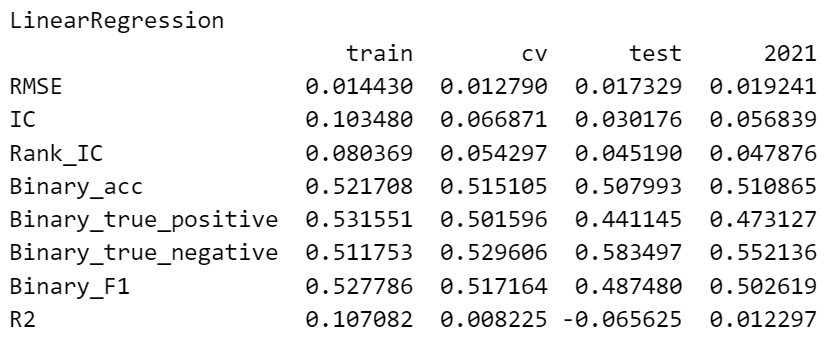 LinearRegression
train cv test 2021
RMSE 0.014430 0.012790 0.017329 0.019241
IC 0.103480 0.066871 0.030176 0.056839
Rank_IC 0.080369 0.054297 0.045190 0.047876
Binary_acc 0.521708 0.515105 0.507993 0.510865
Binary_true_positive 0.531551 0.501596 0.441145 0.473127
Binary_true_negative 0.511753 0.529606 0.583497 0.552136
Binary_F1 0.527786 0.517164 0.487480 0.502619
R2 0.107082 0.008225 -0.065625 0.012297